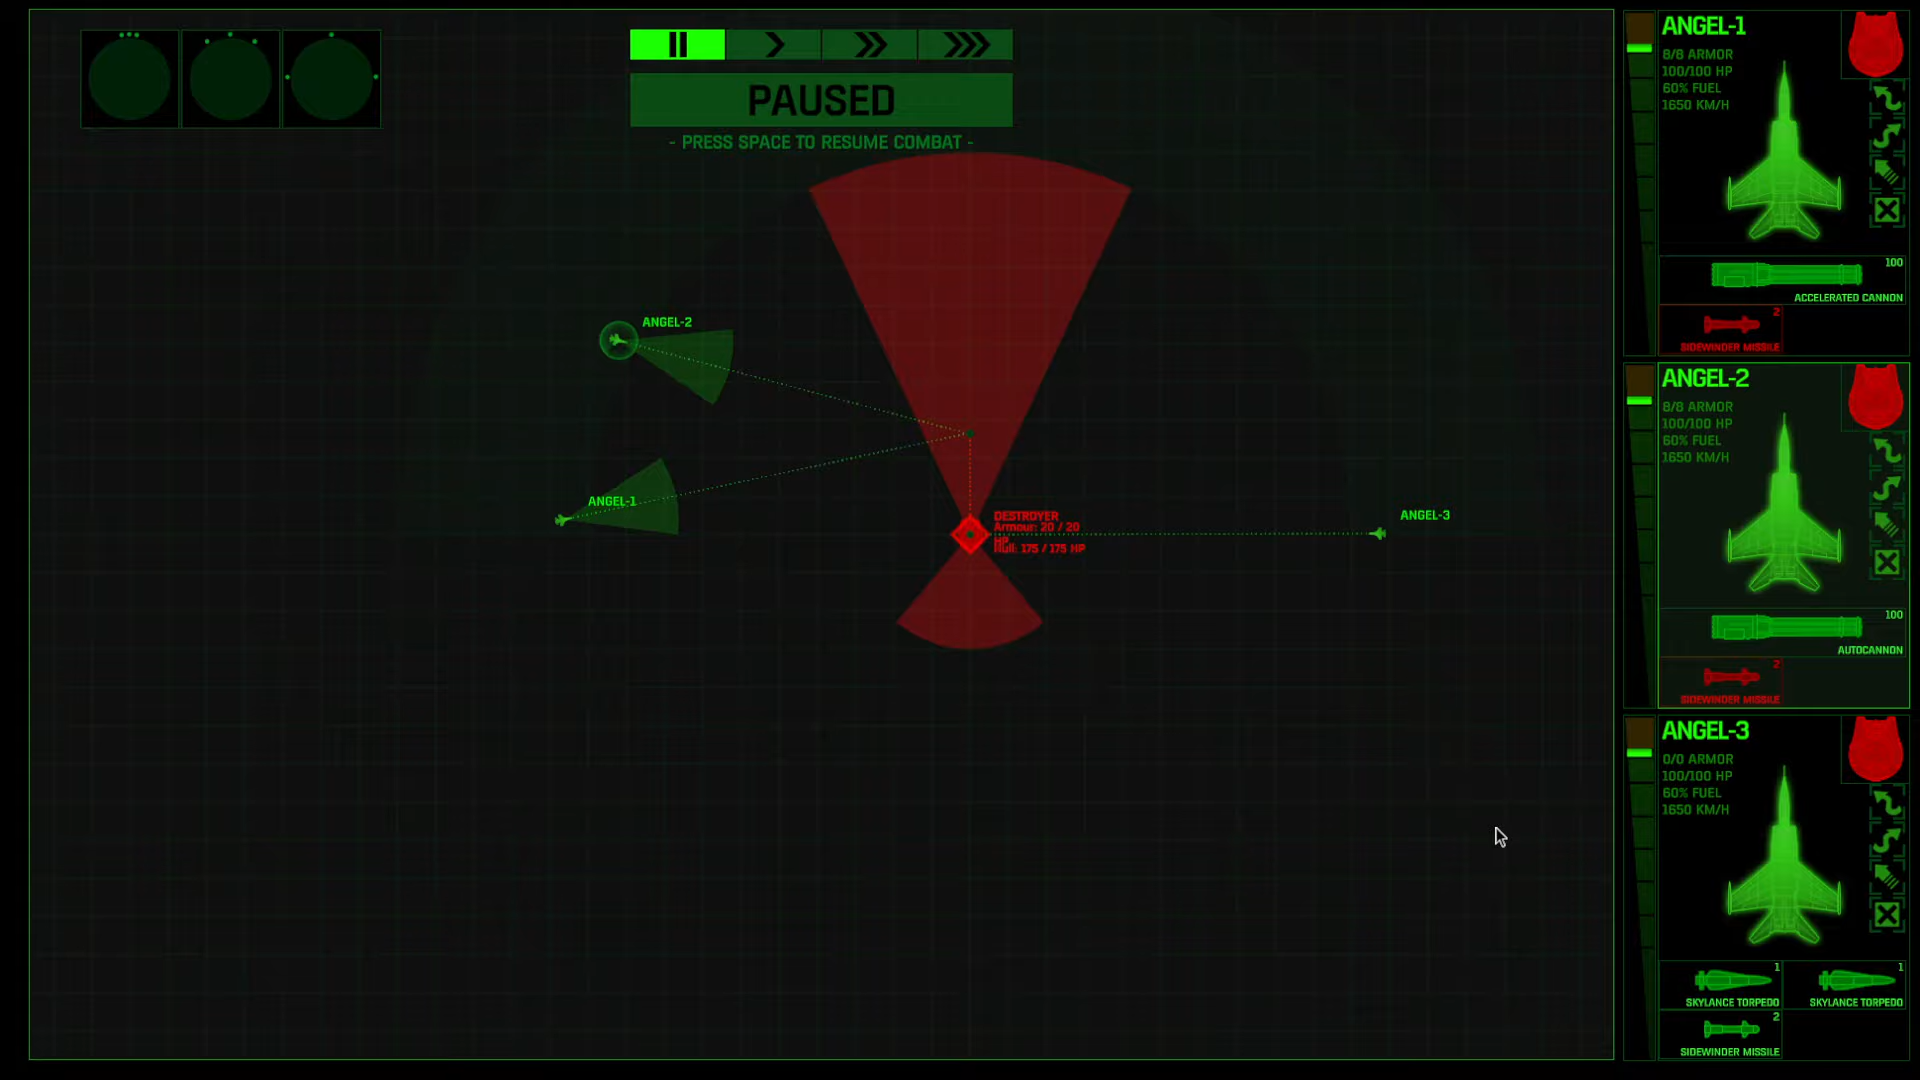 PAUSED
- PRESS SPACE TO RESUME COMBAT -
ANGEL-2
ANGEL-1
DESTROYER
Armour: 20 / 20
HP
Hull: 175 / 175 HP
ANGEL-3
ANGEL-1
8/8 ARMOR
100/100 HP
60% FUEL
1650 KM/H
100
ACCELERATED CANNON
2
SIDEWINDER MISSILE
ANGEL-2
8/8 ARMOR
100/100 HP
60% FUEL
1650 KM/H
100
AUTOCANNON
2
SIDEWINDER MISSILE
ANGEL-3
0/0 ARMOR
100/100 HP
60% FUEL
1650 KM/H
1 1
SKYLANCE TORPEDO SKYLANCE TORPEDO
2
SIDEWINDER MISSILE